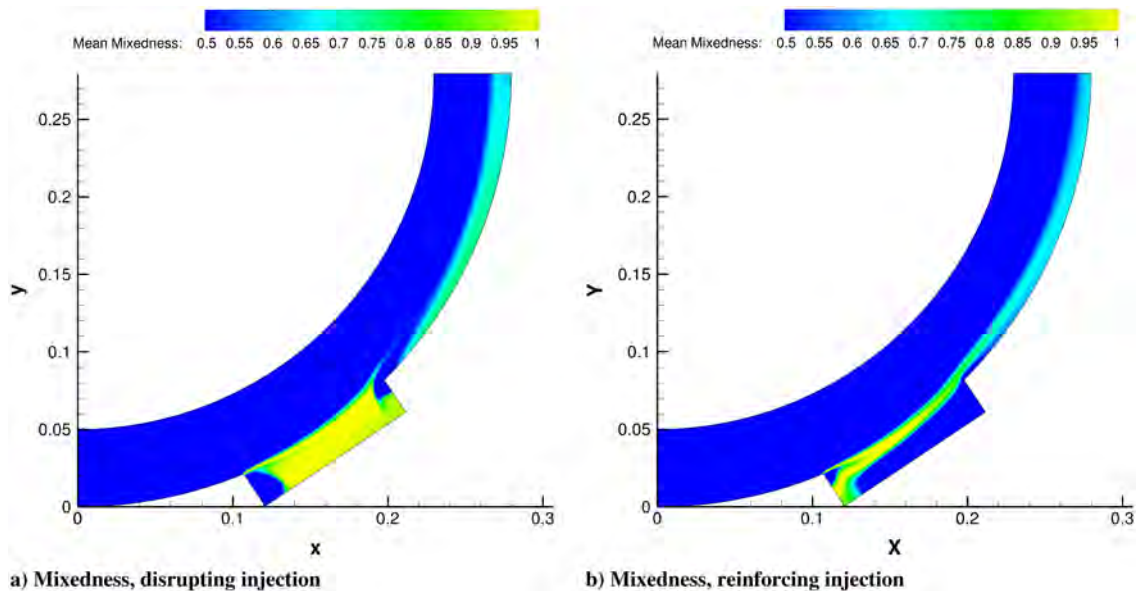 Mean Mixedness: 0.5 0.55 0.6 0.65 0.7 0.75 0.8 0.85 0.9 0.95 1
0.25
0.2
0.15
0.1
0.05
0
y
0 0.1 0.2 0.3
x
a) Mixedness, disrupting injection
Mean Mixedness: 0.5 0.55 0.6 0.65 0.7 0.75 0.8 0.85 0.9 0.95 1
0.25
0.2
0.15
0.1
0.05
0
Y
0 0.1 0.2 0.3
X
b) Mixedness, reinforcing injection